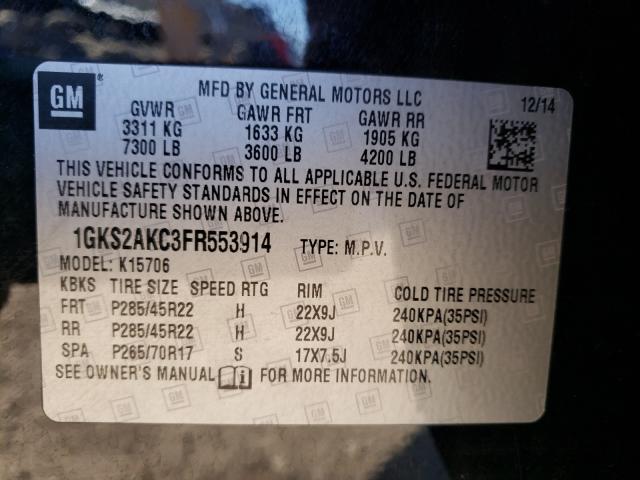 GM
MFD BY GENERAL MOTORS LLC 12/14
GVWR GAWR FRT GAWR RR
3311 KG 1633 KG 1905 KG
7300 LB 3600 LB 4200 LB
THIS VEHICLE CONFORMS TO ALL APPLICABLE U.S. FEDERAL MOTOR
VEHICLE SAFETY STANDARDS IN EFFECT ON THE DATE OF
MANUFACTURE SHOWN ABOVE.
1GKS2AKC3FR553914 TYPE: M.P.V.
MODEL: K15706
KBKS TIRE SIZE SPEED RTG RIM COLD TIRE PRESSURE
FRT P285/45R22 H 22X9J 240KPA(35PSI)
RR P285/45R22 H 22X9J 240KPA(35PSI)
SPA P265/70R17 S 17X7.5J 240KPA(35PSI)
SEE OWNER'S MANUAL FOR MORE INFORMATION.